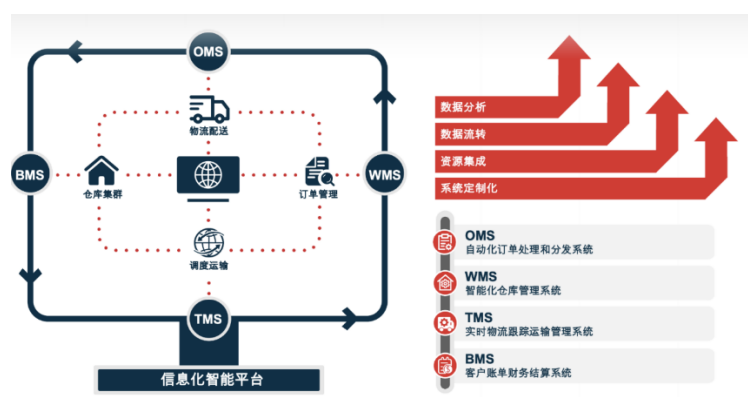 OMS
物流配送
BMS
仓库集群
订单管理
WMS
调度运输
TMS
信息化智能平台
数据分析
数据流转
资源集成
系统定制化
OMS
自动化订单处理和分发系统
WMS
智能化仓库管理系统
TMS
实时物流跟踪运输管理系统
BMS
客户账单财务结算系统